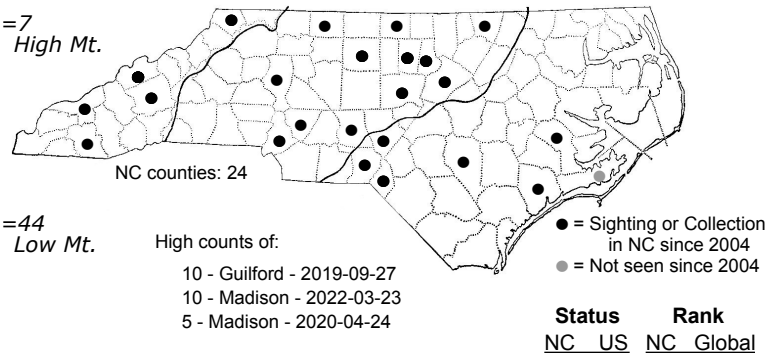 =7
High Mt.
NC counties: 24
=44
Low Mt.
High counts of:
10 - Guilford - 2019-09-27
10 - Madison - 2022-03-23
5 - Madison - 2020-04-24
● = Sighting or Collection
in NC since 2004
● = Not seen since 2004
Status Rank
NC US NC Global